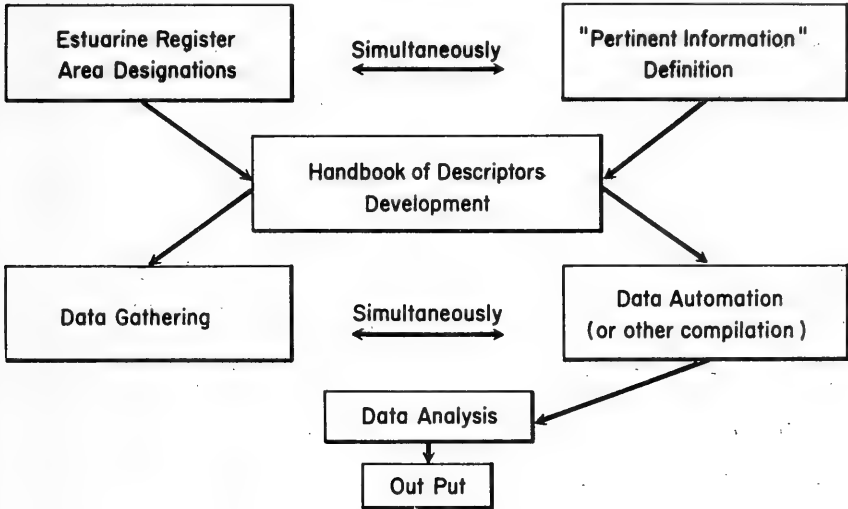 Estuarine Register
Area Designations
Simultaneously
"Pertinent Information"
Definition
Handbook of Descriptors
Development
Data Gathering
Simultaneously
Data Automation
(or other compilation)
Data Analysis
Out Put